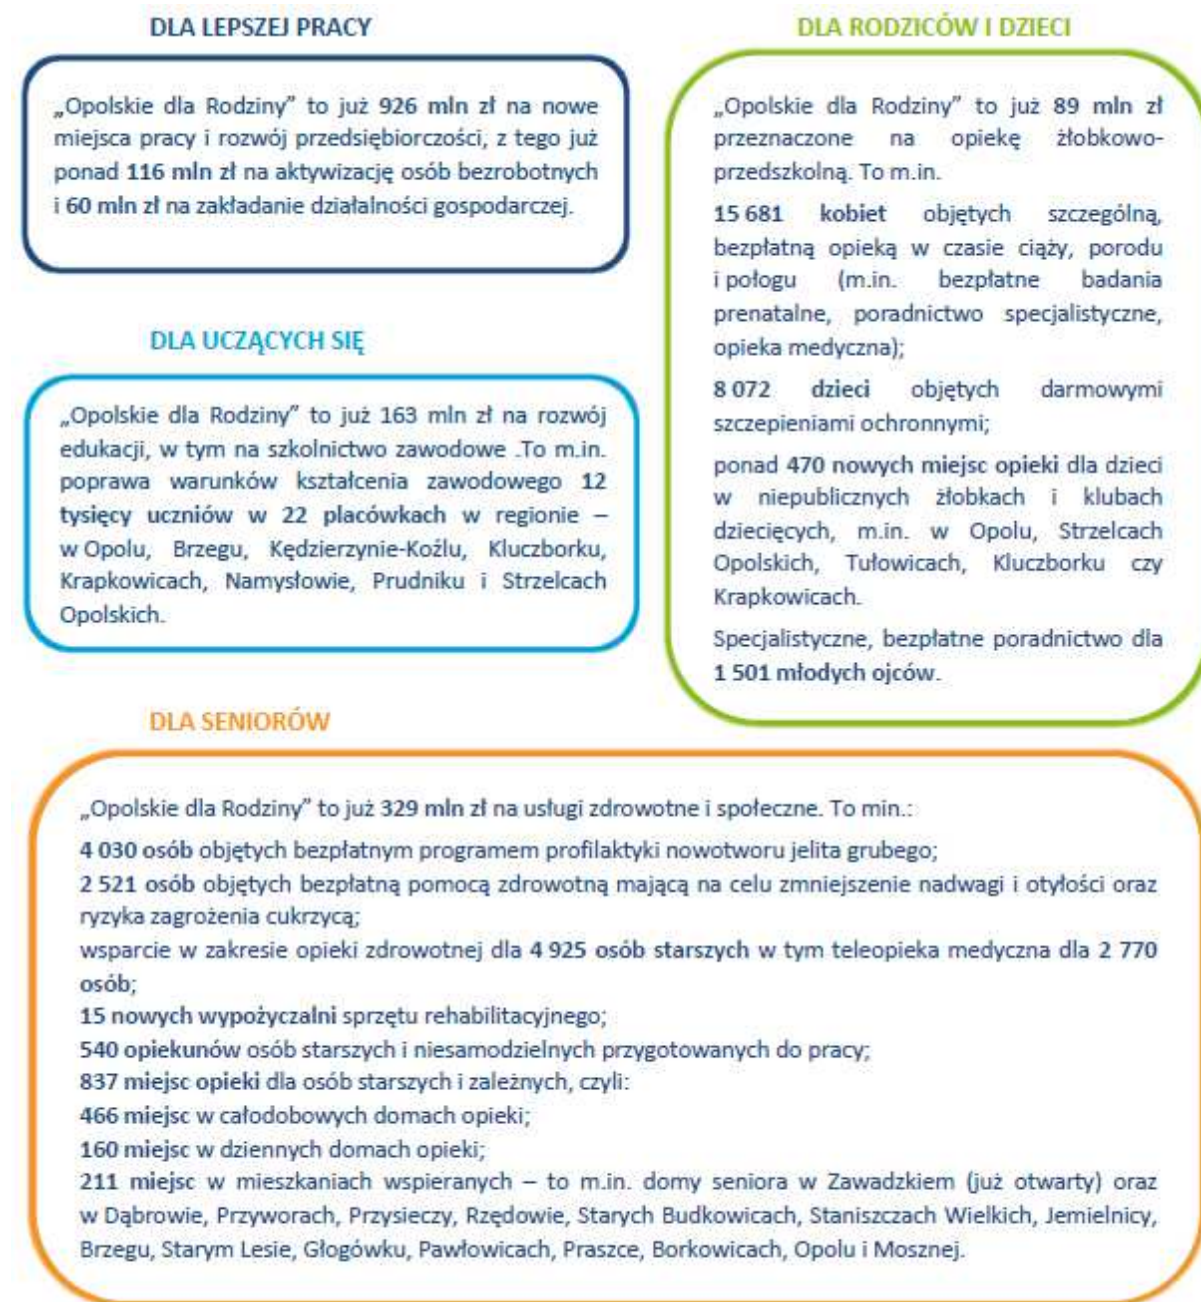 DLA LEPSZEJ PRACY
„Opolskie dla Rodziny” to już 926 mln zł na nowe
miejsca pracy i rozwój przedsiębiorczości, z tego już
ponad 116 mln zł na aktywizację osób bezrobotnych
i 60 mln zł na zakładanie działalności gospodarczej.
DLA UCZĄCYCH SIĘ
„Opolskie dla Rodziny” to już 163 mln zł na rozwój
edukacji, w tym na szkolnictwo zawodowe .To m.in.
poprawa warunków kształcenia zawodowego 12
tysięcy uczniów w 22 placówkach w regionie –
w Opolu, Brzegu, Kędzierzynie-Koźlu, Kluczborku,
Krapkowicach, Namysłowie, Prudniku i Strzelcach
Opolskich.
DLA RODZICÓW I DZIECI
„Opolskie dla Rodziny” to już 89 mln zł
przeznaczone na opiekę żłobkowo-
przedszkolną. To m.in.
15 681 kobiet objętych szczególną,
bezpłatną opieką w czasie ciąży, porodu
i połogu (m.in. bezpłatne badania
prenatalne, poradnictwo specjalistyczne,
opieka medyczna);
8 072 dzieci objętych darmowymi
szczepieniami ochronnymi;
ponad 470 nowych miejsc opieki dla dzieci
w niepublicznych żłobkach i klubach
dziecięcych, m.in. w Opolu, Strzelcach
Opolskich, Tułowicach, Kluczborku czy
Krapkowicach.
Specjalistyczne, bezpłatne poradnictwo dla
1 501 młodych ojców.
DLA SENIORÓW
„Opolskie dla Rodziny” to już 329 mln zł na usługi zdrowotne i społeczne. To min.:
4 030 osób objętych bezpłatnym programem profilaktyki nowotworu jelita grubego;
2 521 osób objętych bezpłatną pomocą zdrowotną mającą na celu zmniejszenie nadwagi i otyłości oraz
ryzyka zagrożenia cukrzycą;
wsparcie w zakresie opieki zdrowotnej dla 4 925 osób starszych w tym teleopieka medyczna dla 2 770
osób;
15 nowych wypożyczalni sprzętu rehabilitacyjnego;
540 opiekunów osób starszych i niesamodzielnych przygotowanych do pracy;
837 miejsc opieki dla osób starszych i zależnych, czyli:
466 miejsc w całodobowych domach opieki;
160 miejsc w dziennych domach opieki;
211 miejsc w mieszkaniach wspieranych – to m.in. domy seniora w Zawadzkiem (już otwarty) oraz
w Dąbrowie, Przyworach, Przysieczy, Rzędowie, Starych Budkowicach, Staniszczach Wielkich, Jemielnicy,
Brzegu, Starym Lesie, Głogówku, Pawłowicach, Praszce, Borkowicach, Opolu i Mosznej.